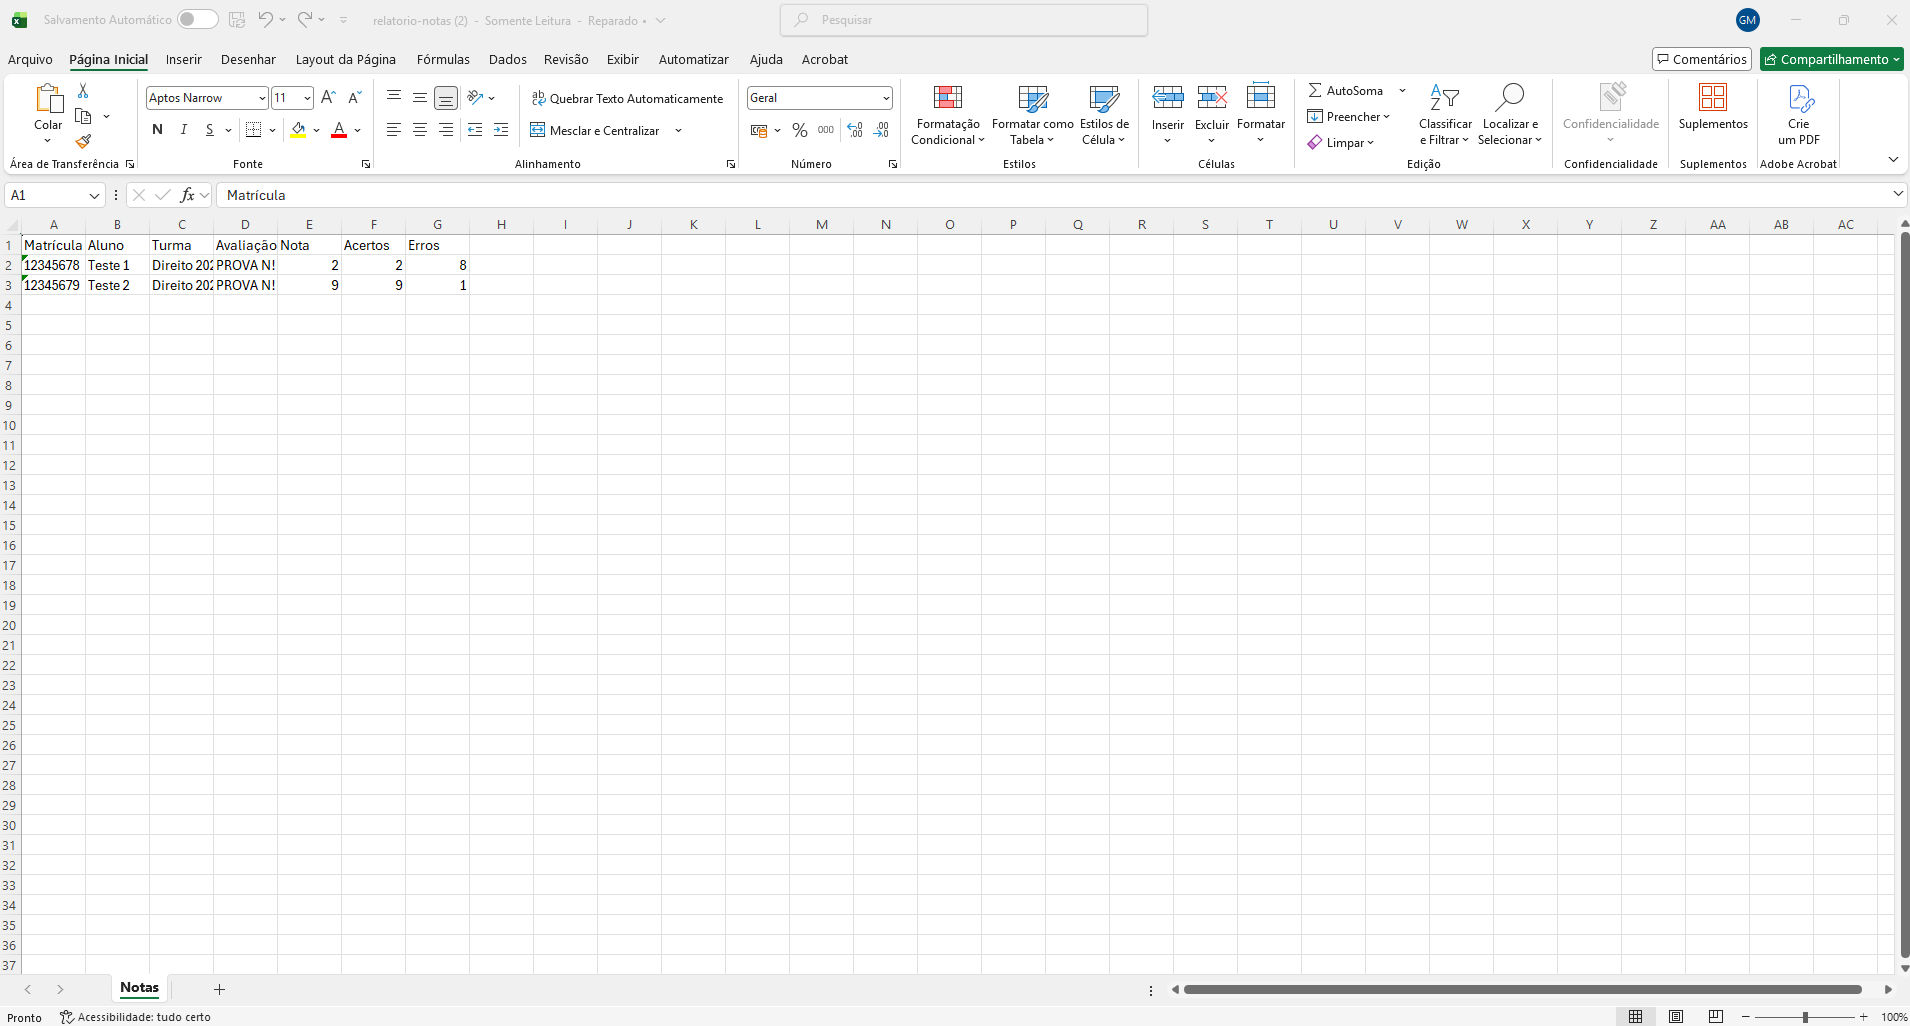 Salvamento Automático
relatorio-notas (2) - Somente Leitura - Reparado •
Pesquisar
GM
Arquivo Página Inicial Inserir Desenhar Layout da Página Fórmulas Dados Revisão Exibir Automatizar Ajuda Acrobat
Comentários Compartilhamento
Colar
Área de Transferência
Aptos Narrow 11
N I S
A
Fonte
Quebrar Texto Automaticamente
Mesclar e Centralizar
Alinhamento
Geral
% 000
Número
Formatação Condicional
Formatar como Tabela
Estilos de Célula
Estilos
Inserir Excluir Formatar
Células
AutoSoma
Preencher
Limpar
Classificar e Filtrar
Localizar e Selecionar
Edição
Confidencialidade
Confidencialidade
Suplementos
Suplementos
Crie um PDF
Adobe Acrobat
A1 fx Matrícula
A B C D E F G H I J K L M N O P Q R S T U V W X Y Z AA AB AC
1 Matrícula Aluno Turma Avaliação Nota Acertos Erros
2 12345678 Teste 1 Direito 202 PROVA N! 2 2 8
3 12345679 Teste 2 Direito 202 PROVA N! 9 9 1
4
5
6
7
8
9
10
11
12
13
14
15
16
17
18
19
20
21
22
23
24
25
26
27
28
29
30
31
32
33
34
35
36
37
Notas
Pronto Acessibilidade: tudo certo
100%